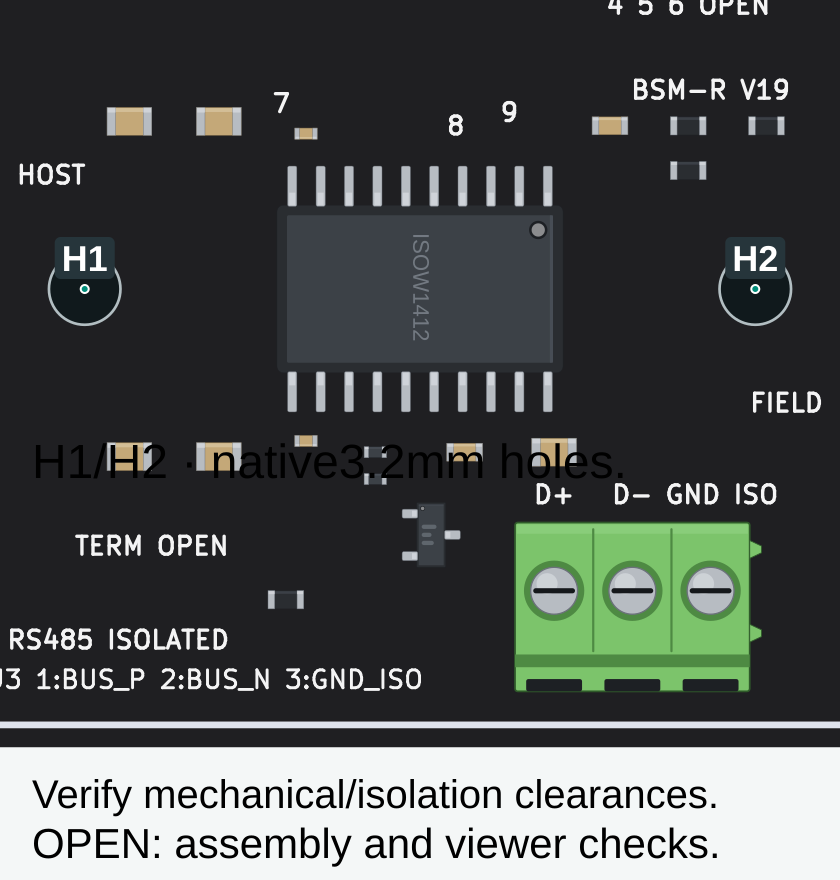 4 5 6 OPEN
BSM-R V19
7
8
9
HOST
H1
H2
ISOW1412
FIELD
H1/H2 · native3.2mm holes.
D+ D- GND ISO
TERM OPEN
RS485 ISOLATED
1:BUS_P 2:BUS_N 3:GND_ISO
Verify mechanical/isolation clearances.
OPEN: assembly and viewer checks.